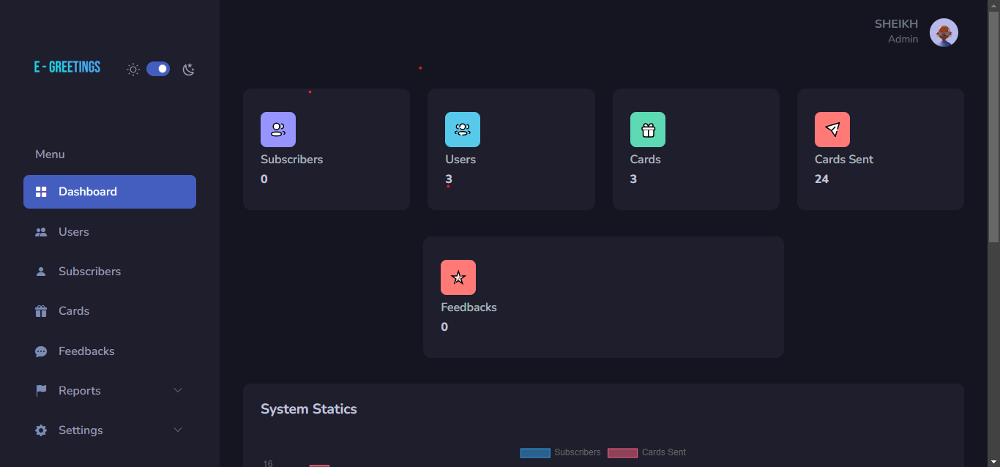 SHEIKH
Admin
E - GREETINGS
Menu
Dashboard
Users
Subscribers
Cards
Feedbacks
Reports
Settings
Subscribers
0
Users
3
Cards
3
Cards Sent
24
Feedbacks
0
System Statics
Subscribers Cards Sent
16